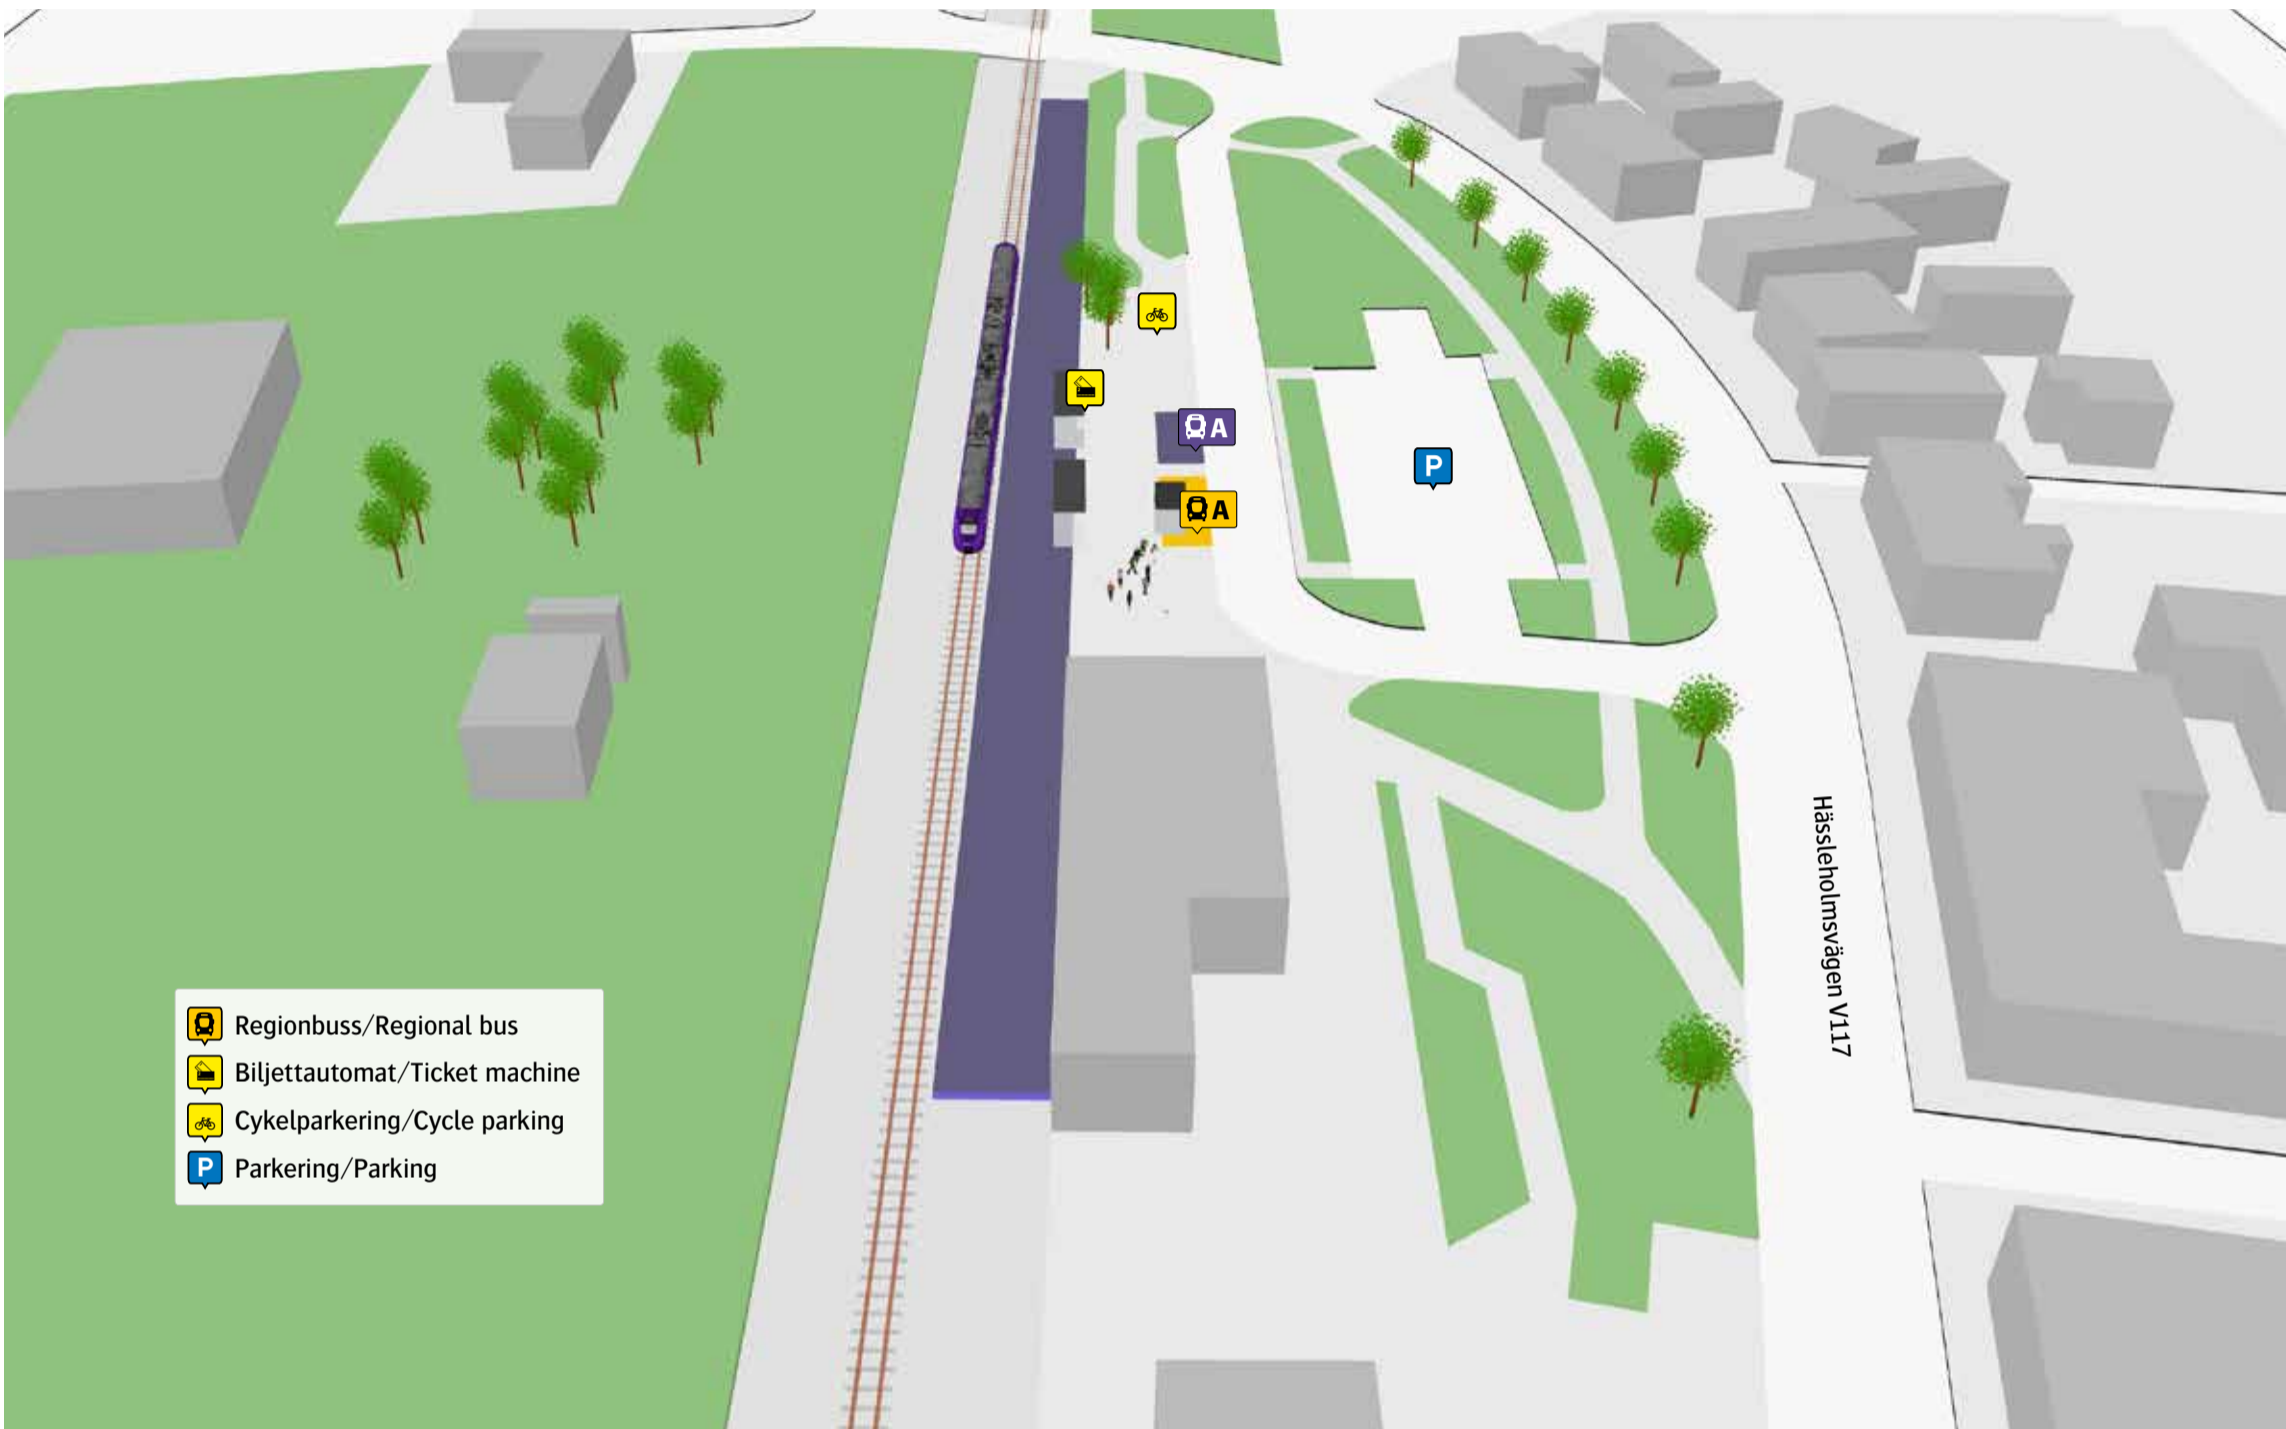 A
P
A
Hässleholmsvägen V117
Regionbuss/Regional bus
Biljettautomat/Ticket machine
Cykelparkering/Cycle parking
P Parkering/Parking